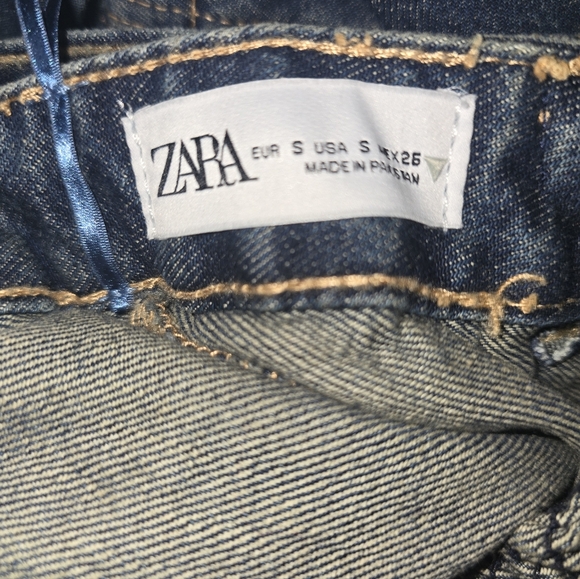 ZARA
EUR S USA S MEX 26
MADE IN PAKISTAN